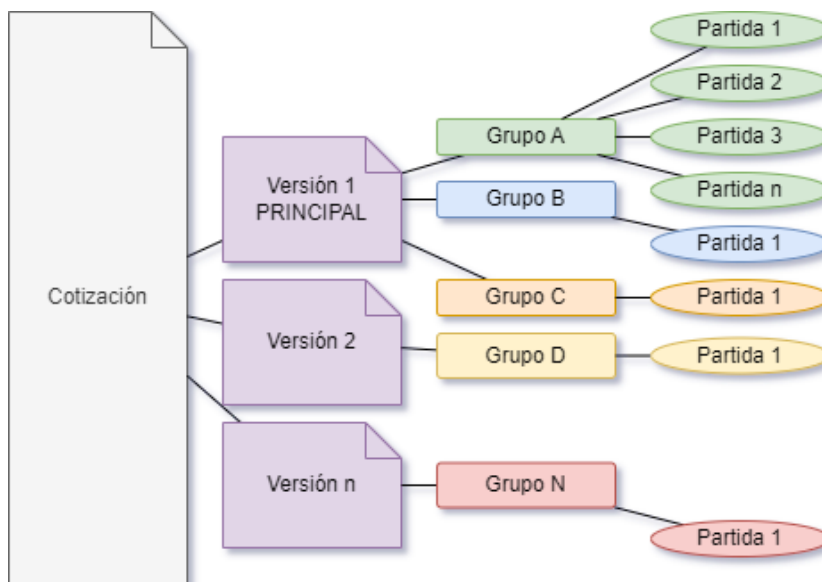 Cotización
Versión 1
PRINCIPAL
Grupo A
Partida 1
Partida 2
Partida 3
Partida n
Grupo B
Partida 1
Grupo C
Partida 1
Versión 2
Grupo D
Partida 1
Versión n
Grupo N
Partida 1